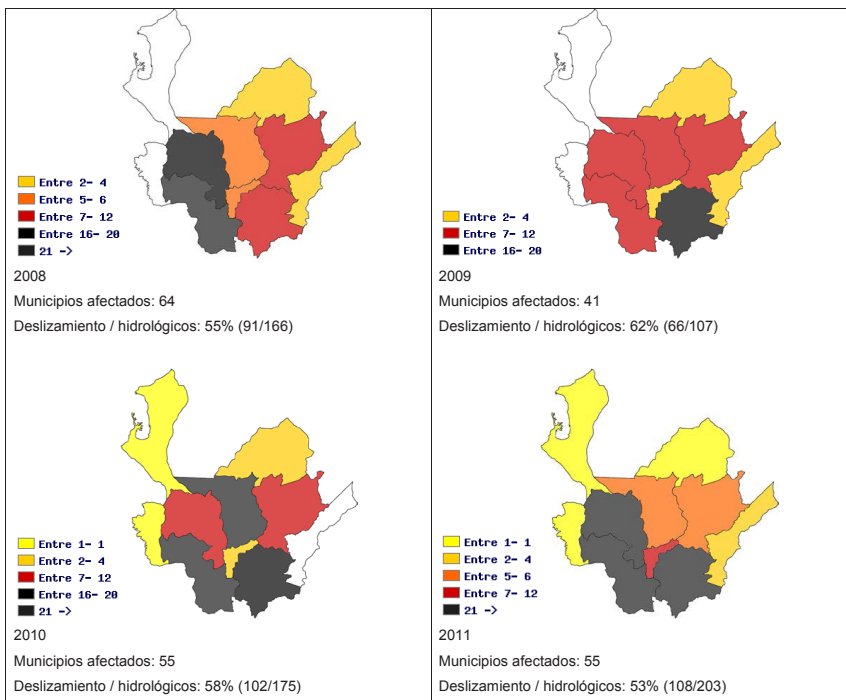 Entre 2- 4
Entre 5- 6
Entre 7- 12
Entre 16- 20
21 ->
2008
Municipios afectados: 64
Deslizamiento / hidrológicos: 55% (91/166)
Entre 2- 4
Entre 7- 12
Entre 16- 20
2009
Municipios afectados: 41
Deslizamiento / hidrológicos: 62% (66/107)
Entre 1- 1
Entre 2- 4
Entre 7- 12
Entre 16- 20
21 ->
2010
Municipios afectados: 55
Deslizamiento / hidrológicos: 58% (102/175)
Entre 1- 1
Entre 2- 4
Entre 5- 6
Entre 7- 12
21 ->
2011
Municipios afectados: 55
Deslizamiento / hidrológicos: 53% (108/203)